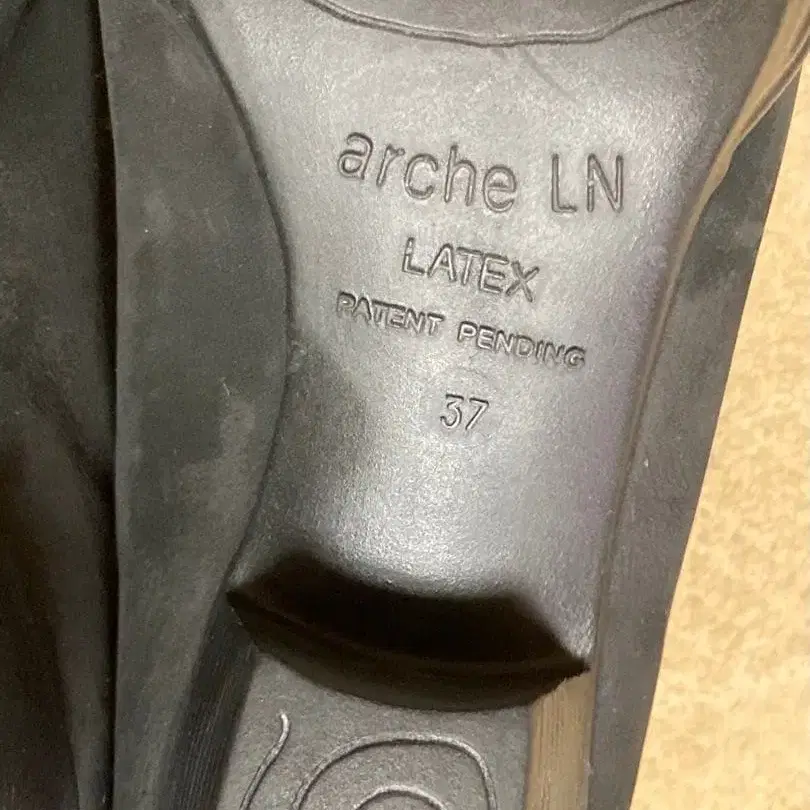 arche LN
LATEX
PATENT PENDING
37